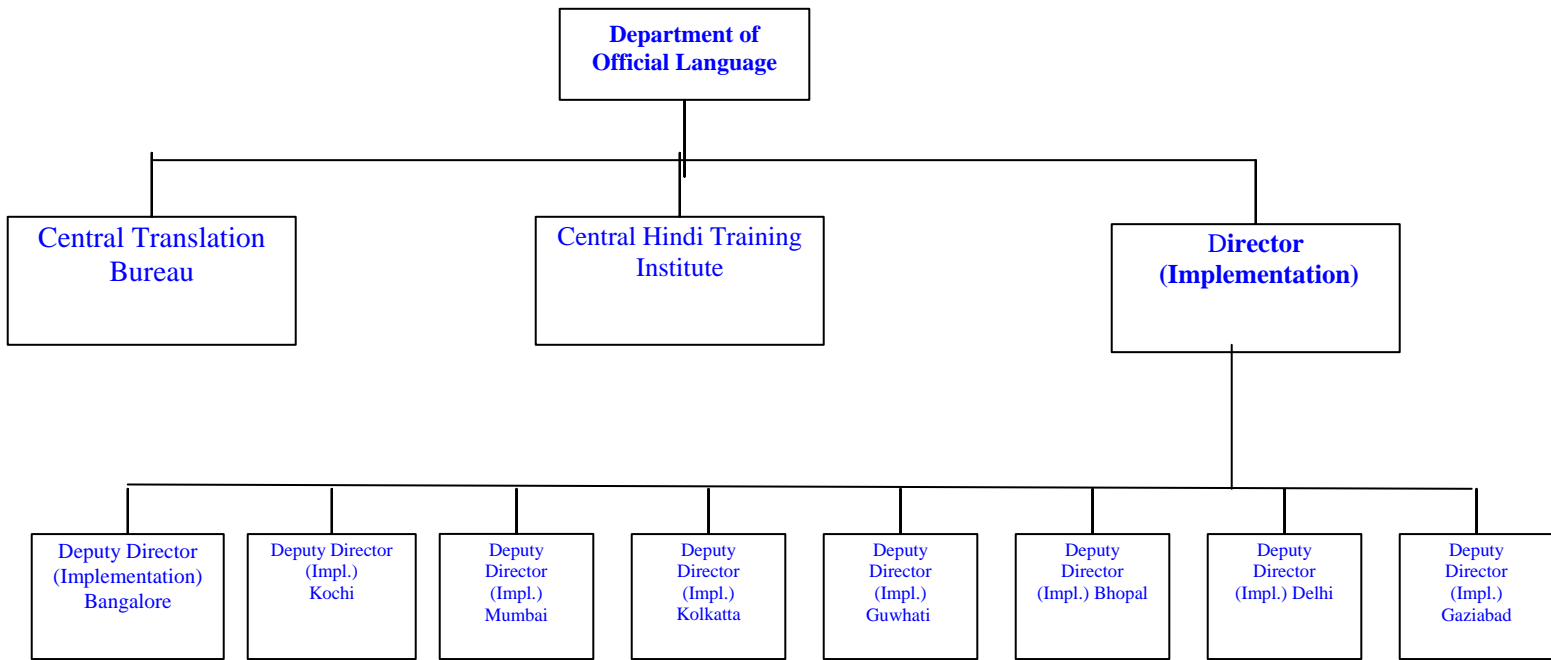 Department of
Official Language
Central Translation
Bureau
Central Hindi Training
Institute
Director
(Implementation)
Deputy Director
(Implementation)
Bangalore
Deputy Director
(Impl.)
Kochi
Deputy
Director
(Impl.)
Mumbai
Deputy
Director
(Impl.)
Kolkatta
Deputy
Director
(Impl.)
Guwhati
Deputy
Director
(Impl.) Bhopal
Deputy
Director
(Impl.) Delhi
Deputy
Director
(Impl.)
Gaziabad